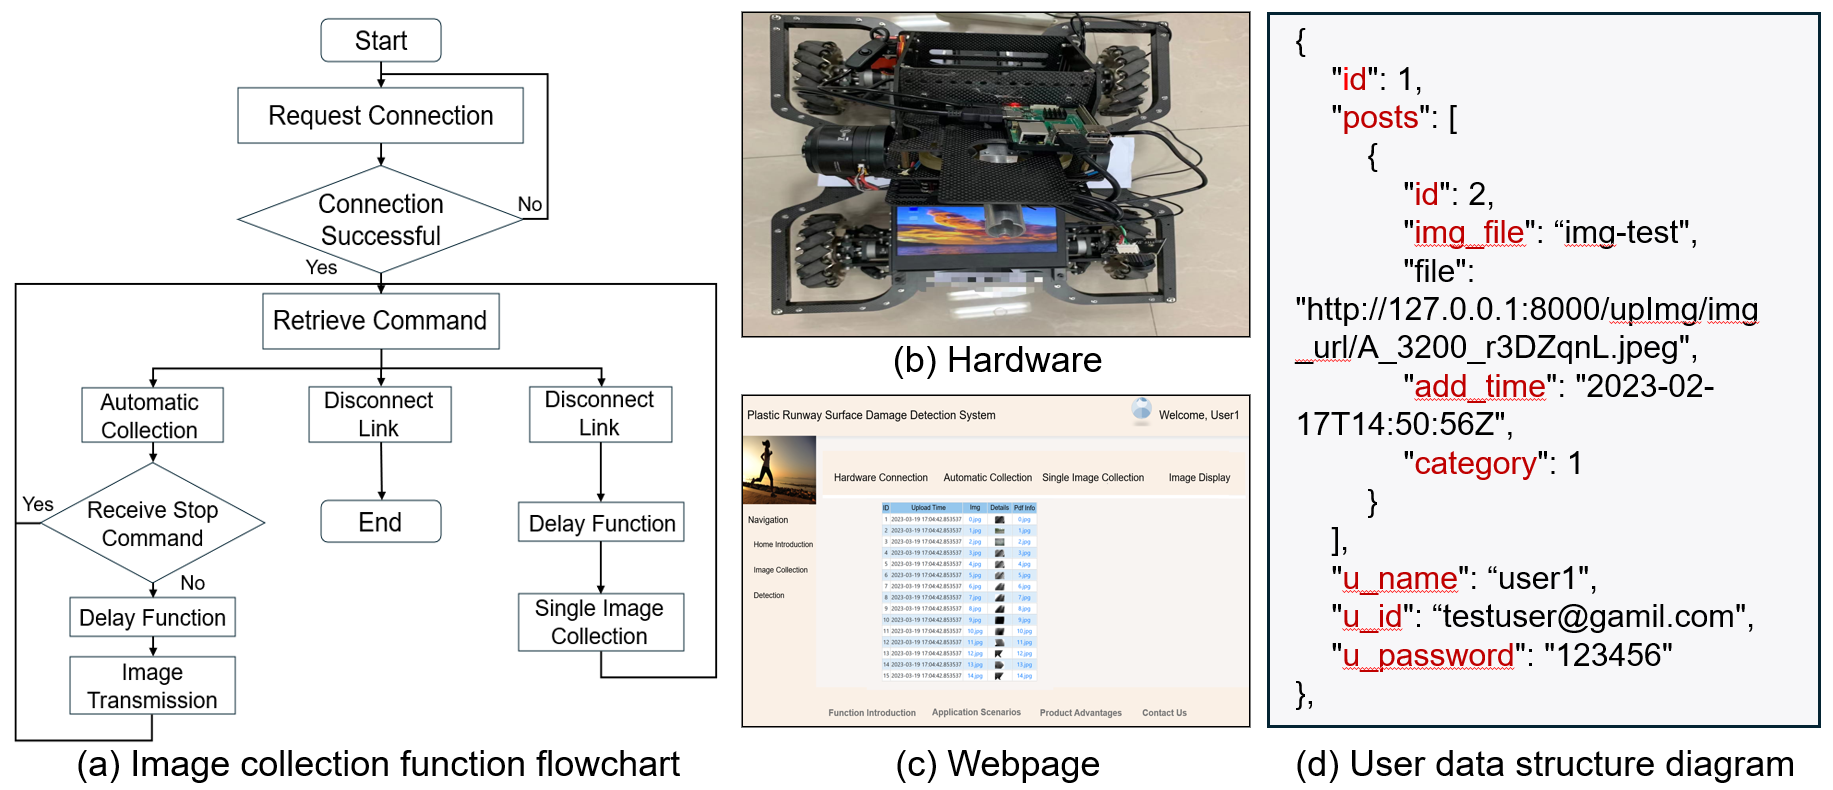 Start
Request Connection
Connection
Successful
No
Yes
Retrieve Command
Automatic
Collection
Disconnect
Link
Disconnect
Link
Yes
Receive Stop
Command
End
Delay Function
No
Delay Function
Single Image
Collection
Image
Transmission
(a) Image collection function flowchart
(b) Hardware
Plastic Runway Surface Damage Detection System
Welcome, User1
Hardware Connection Automatic Collection Single Image Collection Image Display
Navigation
Home Introduction
Image Collection
Detection
ID Upload Time Img Details Pdf Info
1 2023-03-19 17:04:42.853537 0.jpg 0.jpg
2 2023-03-19 17:04:42.853537 1.jpg 1.jpg
3 2023-03-19 17:04:42.853537 2.jpg 2.jpg
4 2023-03-19 17:04:42.853537 3.jpg 3.jpg
5 2023-03-19 17:04:42.853537 4.jpg 4.jpg
6 2023-03-19 17:04:42.853537 5.jpg 5.jpg
7 2023-03-19 17:04:42.853537 6.jpg 6.jpg
8 2023-03-19 17:04:42.853537 7.jpg 7.jpg
9 2023-03-19 17:04:42.853537 8.jpg 8.jpg
10 2023-03-19 17:04:42.853537 9.jpg 9.jpg
11 2023-03-19 17:04:42.853537 10.jpg 10.jpg
12 2023-03-19 17:04:42.853537 11.jpg 11.jpg
13 2023-03-19 17:04:42.853537 12.jpg 12.jpg
14 2023-03-19 17:04:42.853537 13.jpg 13.jpg
15 2023-03-19 17:04:42.853537 14.jpg 14.jpg
Function Introduction Application Scenarios Product Advantages Contact Us
(c) Webpage
{
"id": 1,
"posts": [
{
"id": 2,
"img_file": “img-test",
"file":
"http://127.0.0.1:8000/upImg/img
_url/A_3200_r3DZqnL.jpeg",
"add_time": "2023-02-
17T14:50:56Z",
"category": 1
}
],
"u_name": “user1",
"u_id": “testuser@gamil.com",
"u_password": "123456"
},
(d) User data structure diagram